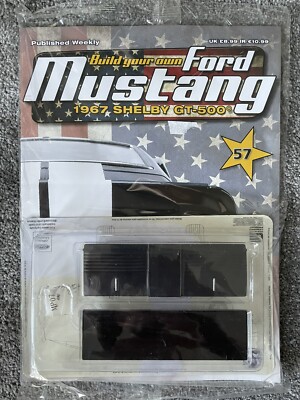 Published Weekly UK £8.99 IR €10.99
Build your own Ford
Mustang
1967 SHELBY GT-500
57